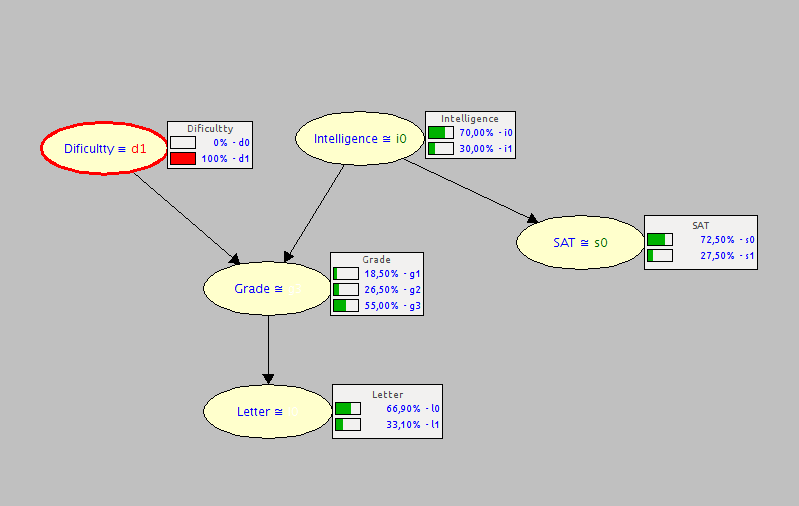 Intelligence
Dificultty
70,00% - i0
Intelligence ≅ i0
0% - d0
30,00% - i1
Dificultty ≅ d1
100% - d1
SAT
72,50% - s0
SAT ≅ s0
27,50% - s1
Grade
18,50% - g1
Grade ≅
26,50% - g2
55,00% - g3
Letter
66,90% - l0
Letter ≅
33,10% - l1